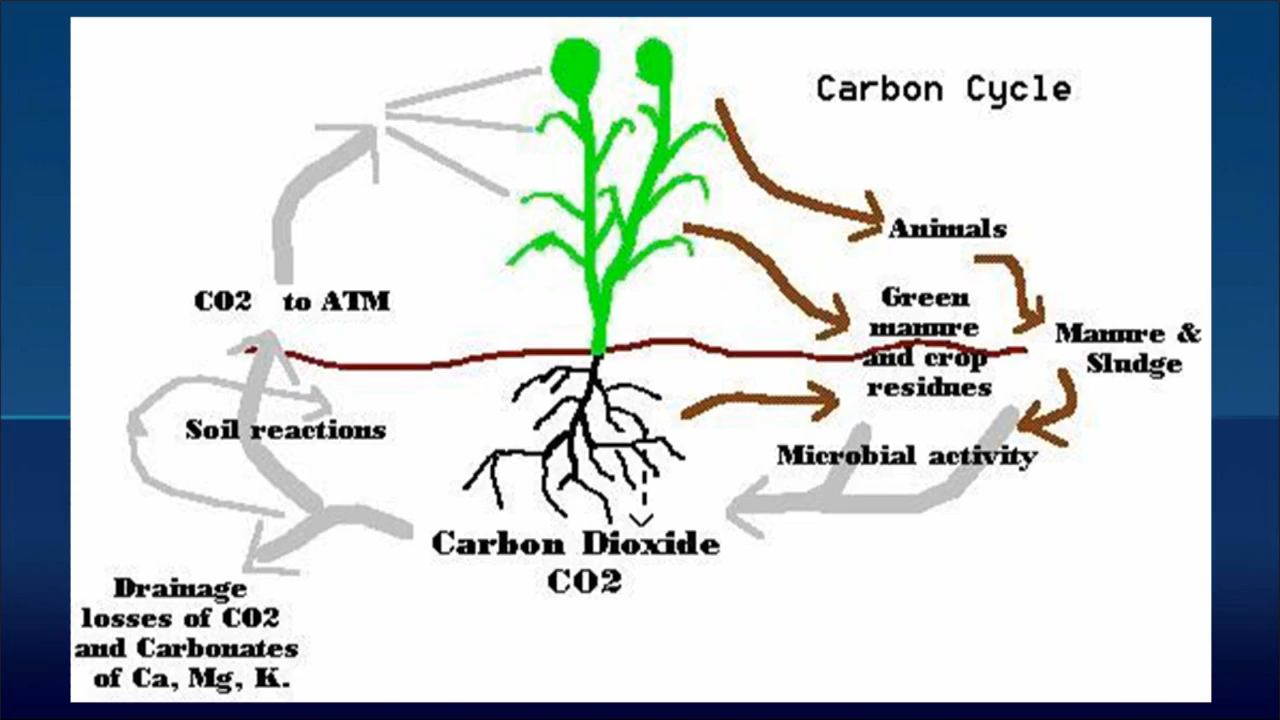 Carbon Cycle
Animals
CO2 to ATM
Green
manure
and crop
residues
Manure &
Sludge
Soil reactions
Microbial activity
Carbon Dioxide
CO2
Drainage
losses of CO2
and Carbonates
of Ca, Mg, K.